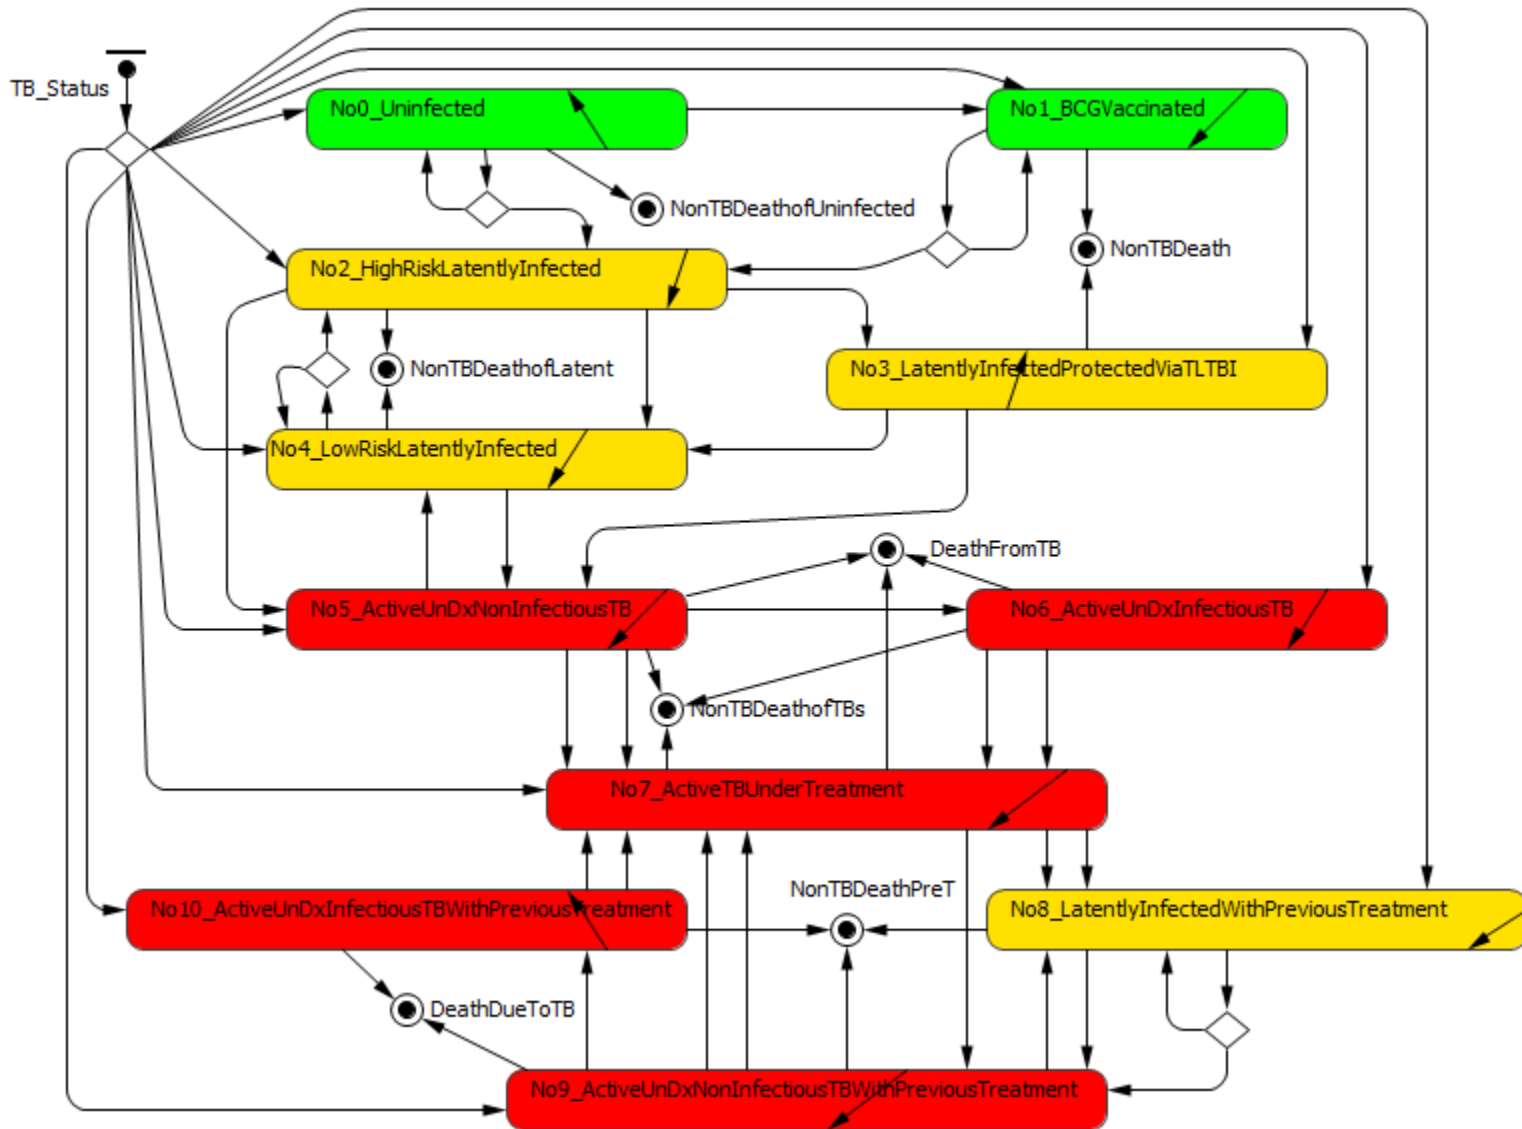 TB_Status
No0_Uninfected
No1_BCGVaccinated
NonTBDeathofUninfected
NonTBDeath
No2_HighRiskLatentlyInfected
NonTBDeathofLatent
No3_LatentlyInfectedProtectedViaTLTBI
No4_LowRiskLatentlyInfected
DeathFromTB
No5_ActiveUnDxNonInfectiousTB
No6_ActiveUnDxInfectiousTB
NonTBDeathofTBs
No7_ActiveTBUnderTreatment
NonTBDeathPreT
No10_ActiveUnDxInfectiousTBWithPreviousTreatment
No8_LatentlyInfectedWithPreviousTreatment
DeathDueToTB
No9_ActiveUnDxNonInfectiousTBWithPreviousTreatment